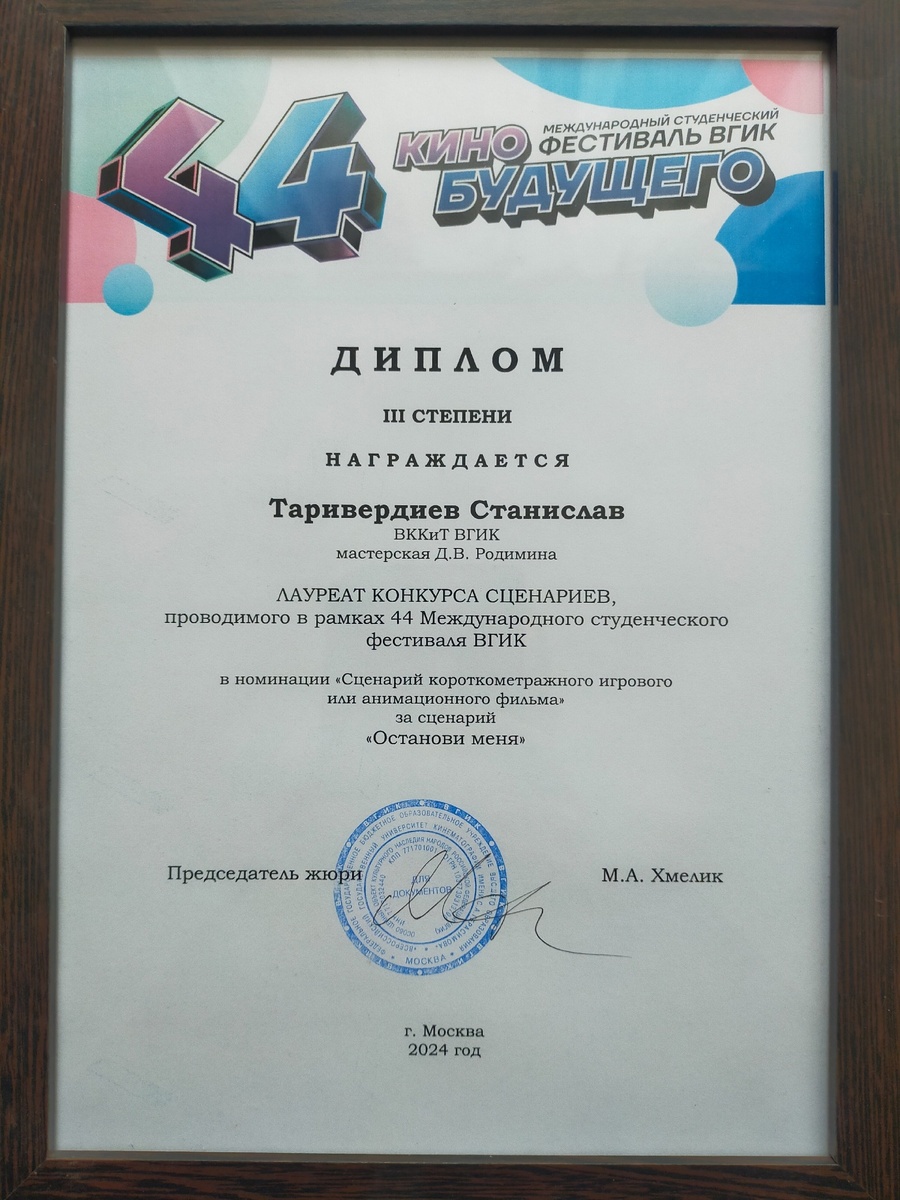 44
МЕЖДУНАРОДНЫЙ СТУДЕНЧЕСКИЙ
КИНО ФЕСТИВАЛЬ ВГИК
БУДУЩЕГО
ДИПЛОМ
III СТЕПЕНИ
НАГРАЖДАЕТСЯ
Таривердиев Станислав
ВККиТ ВГИК
мастерская Д.В. Родимина
ЛАУРЕАТ КОНКУРСА СЦЕНАРИЕВ,
проводимого в рамках 44 Международного студенческого
фестиваля ВГИК
в номинации «Сценарий короткометражного игрового
или анимационного фильма»
за сценарий
«Останови меня»
Председатель жюри
М.А. Хмелик
ДЛЯ
ДОКУМЕНТОВ
МОСКВА
г. Москва
2024 год